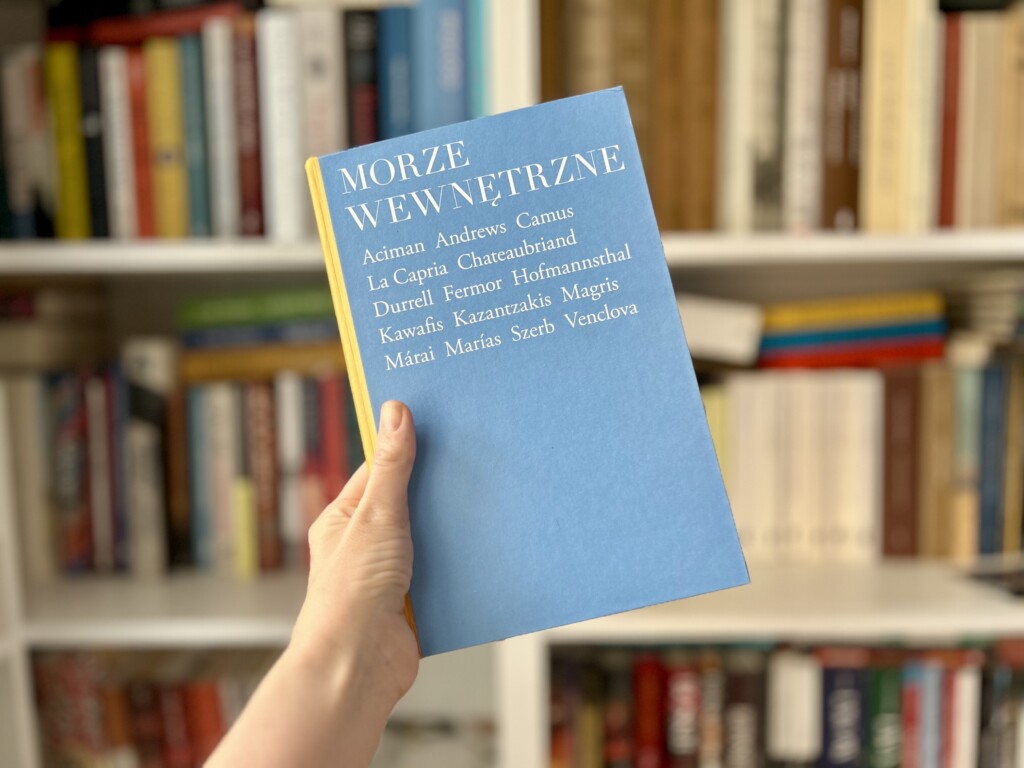 MORZE
WEWNĘTRZNE
Aciman Andrews Camus
La Capria Chateaubriand
Durrell Fermor Hofmannsthal
Kawafis Kazantzakis Magris
Márai Marías Szerb Venclova